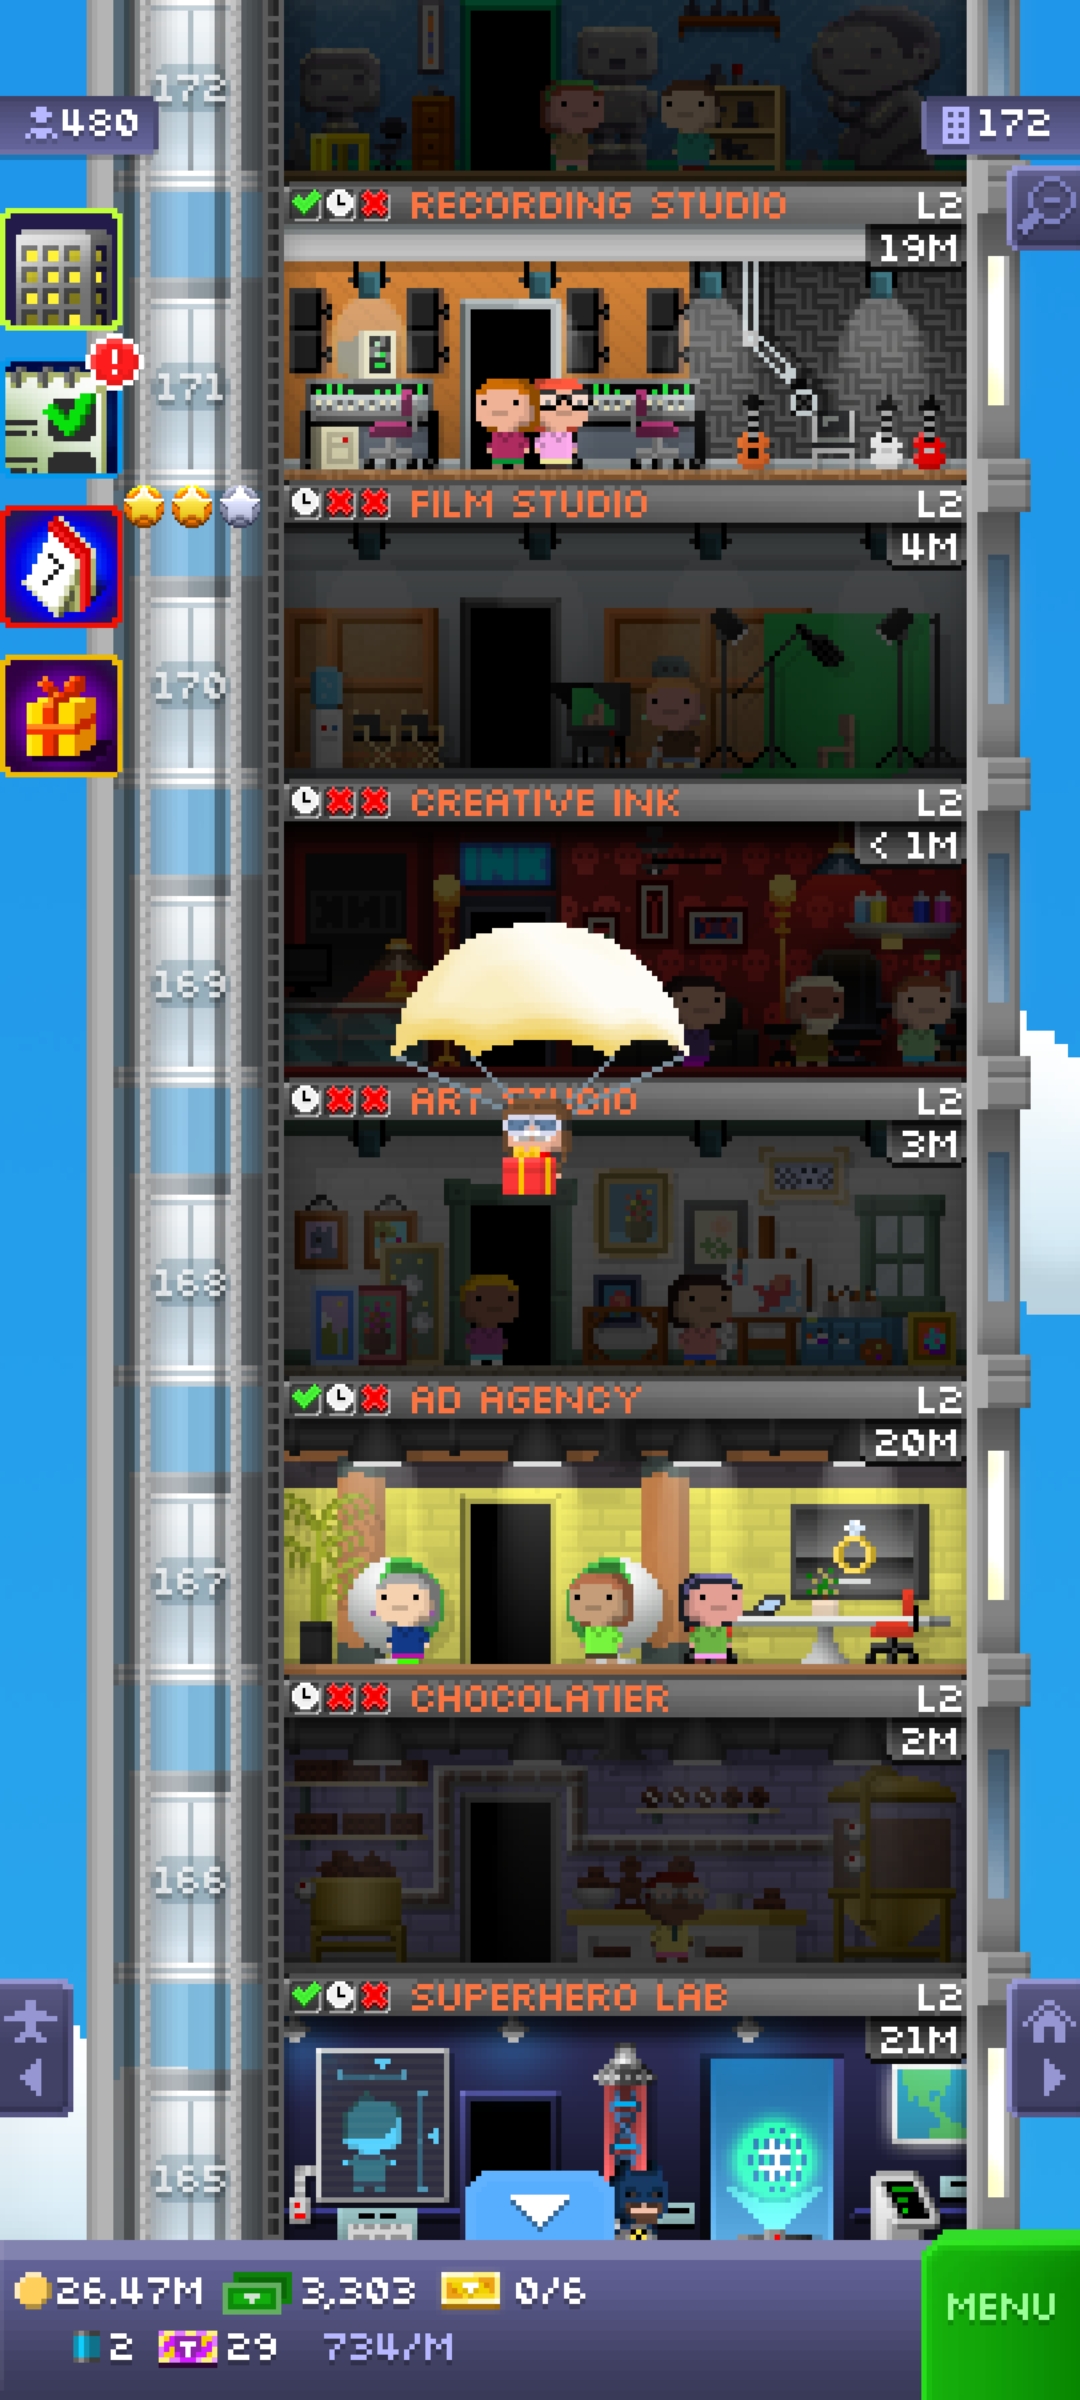 172
480
172
RECORDING STUDIO L2
19M
171
FILM STUDIO L2
4M
170
CREATIVE INK L2
< 1M
INK
169
ART STUDIO L2
3M
168
AD AGENCY L2
20M
167
CHOCOLATIER L2
2M
166
SUPERHERO LAB L2
21M
165
26.47M 3,303 0/6
2 29 734/M
MENU